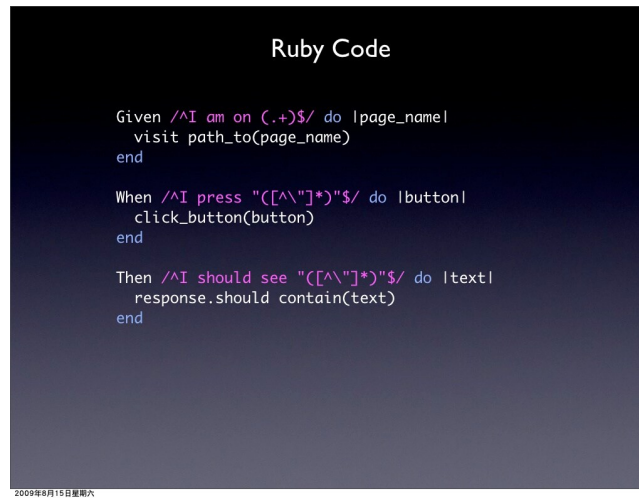 Ruby Code
Given /^I am on (.+)$/ do |page_name|
  visit path_to(page_name)
end
When /^I press "([^\"]*)"$/ do |button|
  click_button(button)
end
Then /^I should see "([^\"]*)"$/ do |text|
  response.should contain(text)
end
2009年8月15日星期六